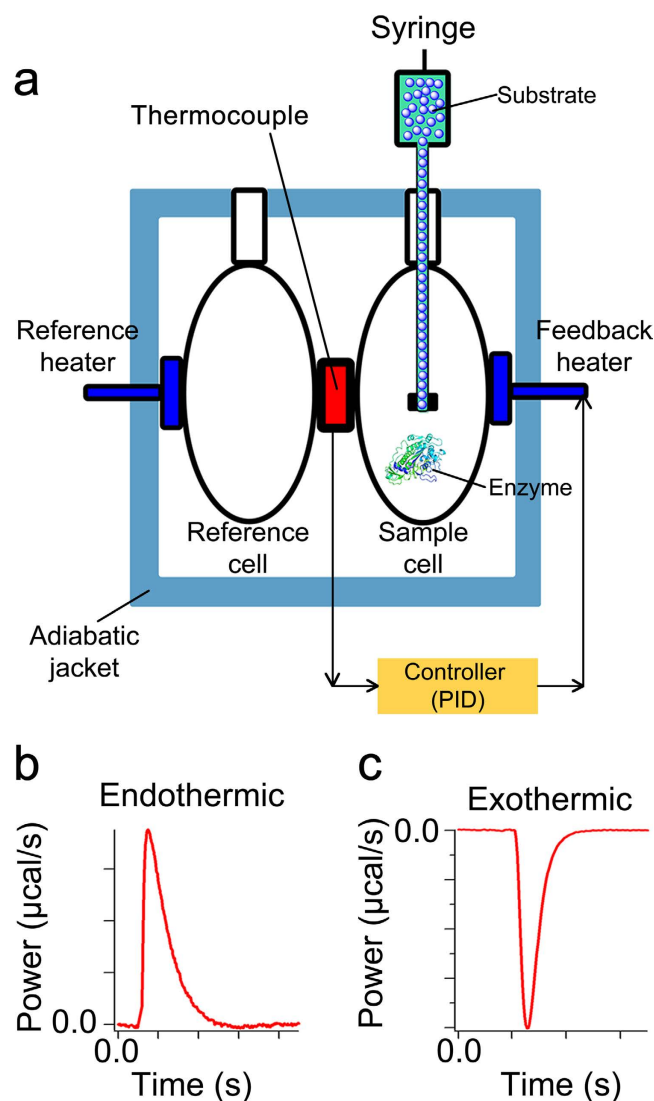 a
Syringe
Substrate
Thermocouple
Reference
heater
Feedback
heater
Enzyme
Reference
cell
Sample
cell
Adiabatic
jacket
Controller
(PID)
b
Endothermic
Power (µcal/s)
0.0
0.0
Time (s)
c
Exothermic
Power (µcal/s)
0.0
0.0
Time (s)